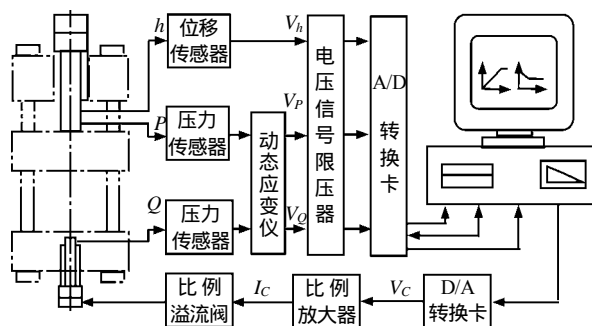 h
位移
传感器
V_h
P
压力
传感器
V_P
Q
压力
传感器
动态应变仪
V_Q
电压信号限压器
A/D
转换卡
比 例
溢流阀
I_C
比 例
放大器
V_C
D/A
转换卡